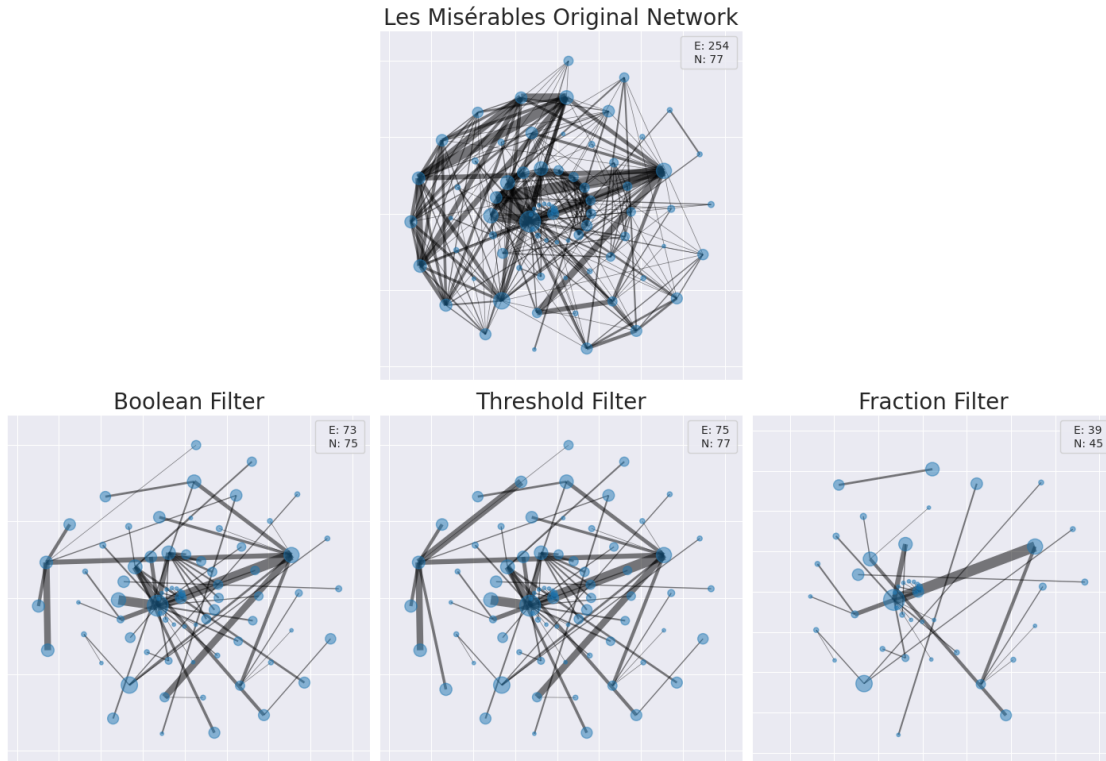 Les Misérables Original Network
E: 254
N: 77
Boolean Filter
Threshold Filter
Fraction Filter
E: 73
N: 75
E: 75
N: 77
E: 39
N: 45